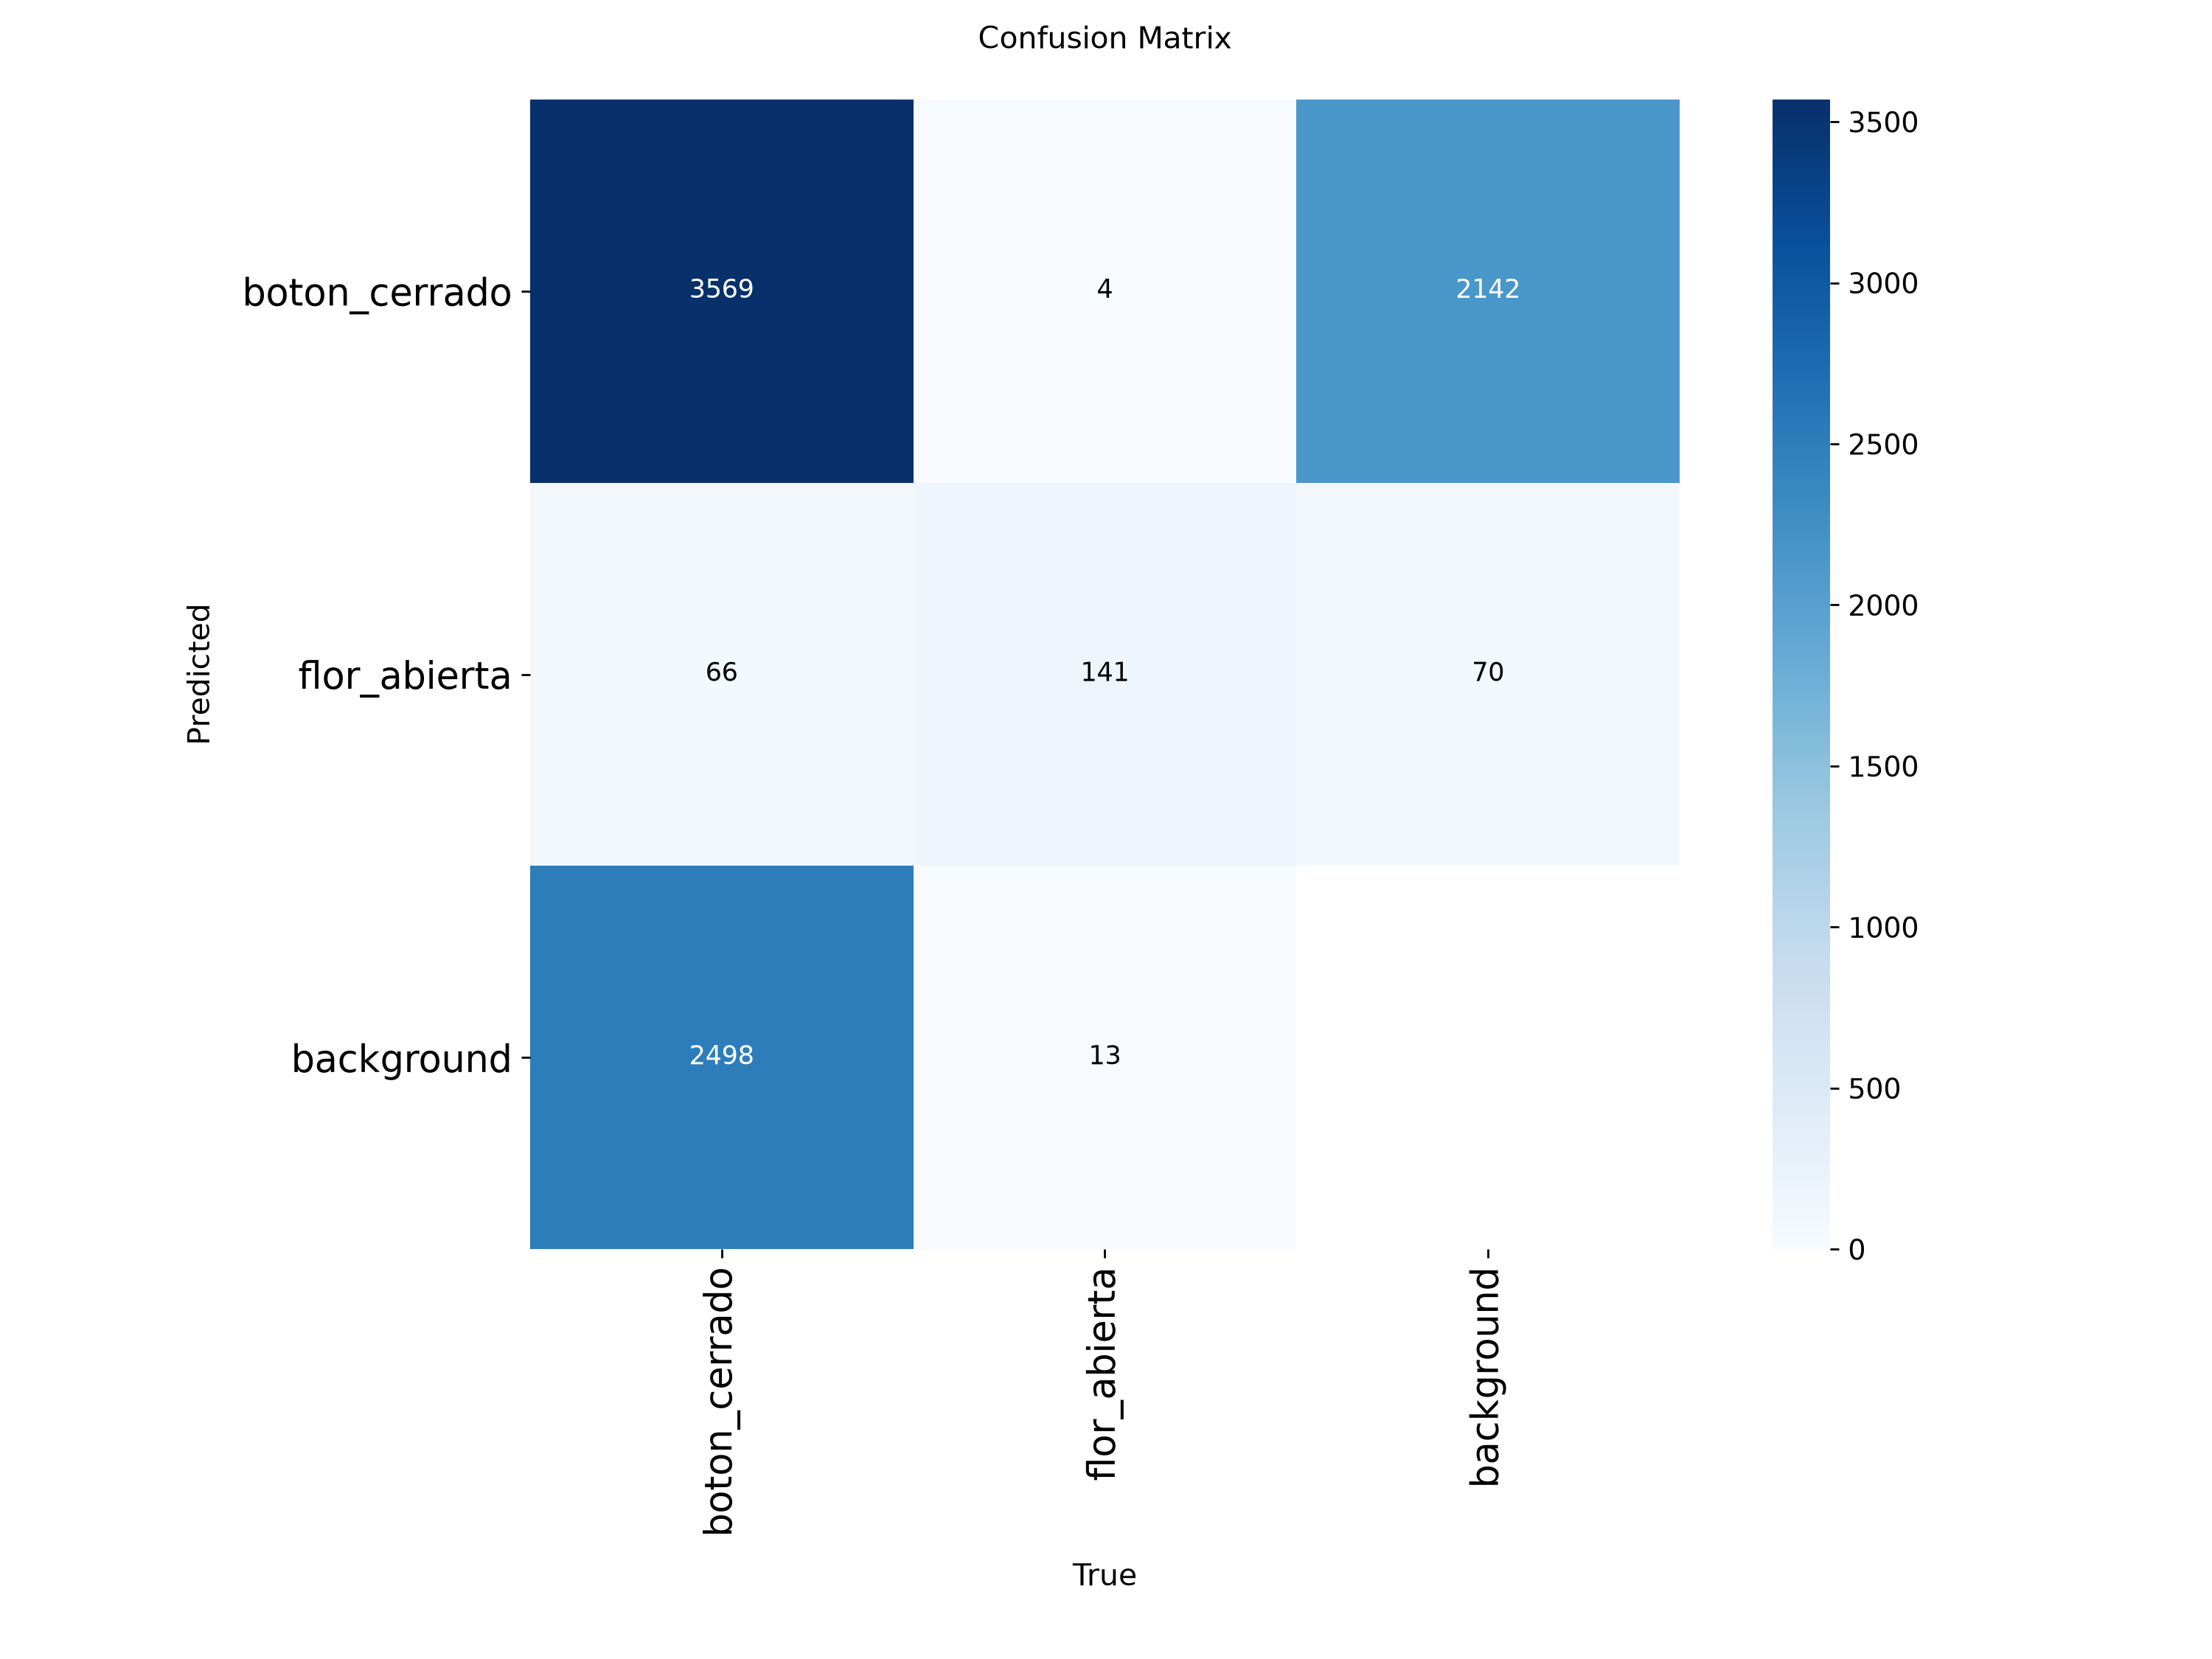 Confusion Matrix
Predicted
boton_cerrado
3569
4
2142
flor_abierta
66
141
70
background
2498
13
boton_cerrado
flor_abierta
background
True
3500
3000
2500
2000
1500
1000
500
0